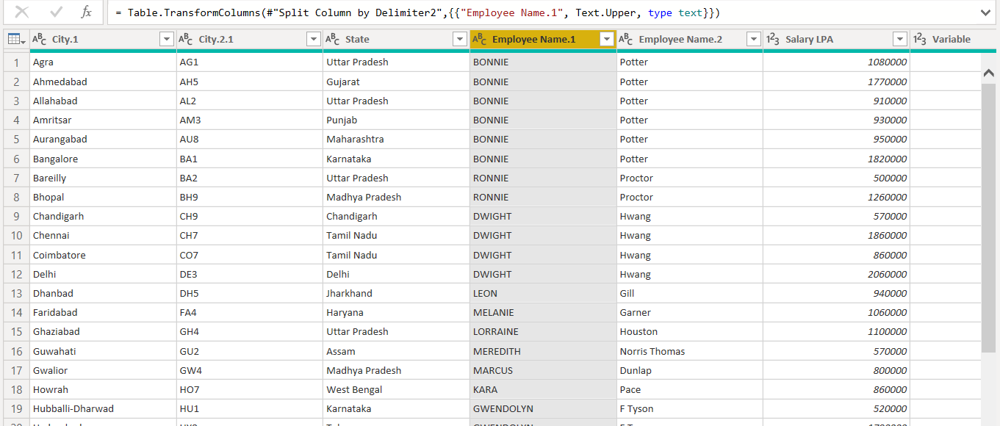 fx = Table.TransformColumns(#"Split Column by Delimiter2",{{"Employee Name.1", Text.Upper, type text}})
ABC City.1 ABC City.2.1 ABC State ABC Employee Name.1 ABC Employee Name.2 123 Salary LPA 123 Variable
1 Agra AG1 Uttar Pradesh BONNIE Potter 1080000
2 Ahmedabad AH5 Gujarat BONNIE Potter 1770000
3 Allahabad AL2 Uttar Pradesh BONNIE Potter 910000
4 Amritsar AM3 Punjab BONNIE Potter 930000
5 Aurangabad AU8 Maharashtra BONNIE Potter 950000
6 Bangalore BA1 Karnataka BONNIE Potter 1820000
7 Bareilly BA2 Uttar Pradesh RONNIE Proctor 500000
8 Bhopal BH9 Madhya Pradesh RONNIE Proctor 1260000
9 Chandigarh CH9 Chandigarh DWIGHT Hwang 570000
10 Chennai CH7 Tamil Nadu DWIGHT Hwang 1860000
11 Coimbatore CO7 Tamil Nadu DWIGHT Hwang 860000
12 Delhi DE3 Delhi DWIGHT Hwang 2060000
13 Dhanbad DH5 Jharkhand LEON Gill 940000
14 Faridabad FA4 Haryana MELANIE Garner 1060000
15 Ghaziabad GH4 Uttar Pradesh LORRAINE Houston 1100000
16 Guwahati GU2 Assam MEREDITH Norris Thomas 570000
17 Gwalior GW4 Madhya Pradesh MARCUS Dunlap 800000
18 Howrah HO7 West Bengal KARA Pace 860000
19 Hubballi-Dharwad HU1 Karnataka GWENDOLYN F Tyson 520000